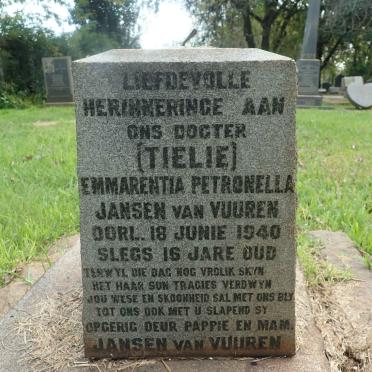 LIEFDEVOLLE
HERINNERINGE AAN
ONS DOGTER
(TIELIE)
EMMARENTIA PETRONELLA
JANSEN VAN VUUREN
OORL. 18 JUNIE 1940
SLEGS 16 JARE OUD
TERWYL DIE DAG NOG VROLIK SKYN
HET HAAR SUN TRAGIES VERDWYN
JOU WESE EN SKOONHEID SAL MET ONS BLY
TOT ONS OOK MET U SLAPEND SY
OPGERIG DEUR PAPPIE EN MAM.
JANSEN VAN VUUREN